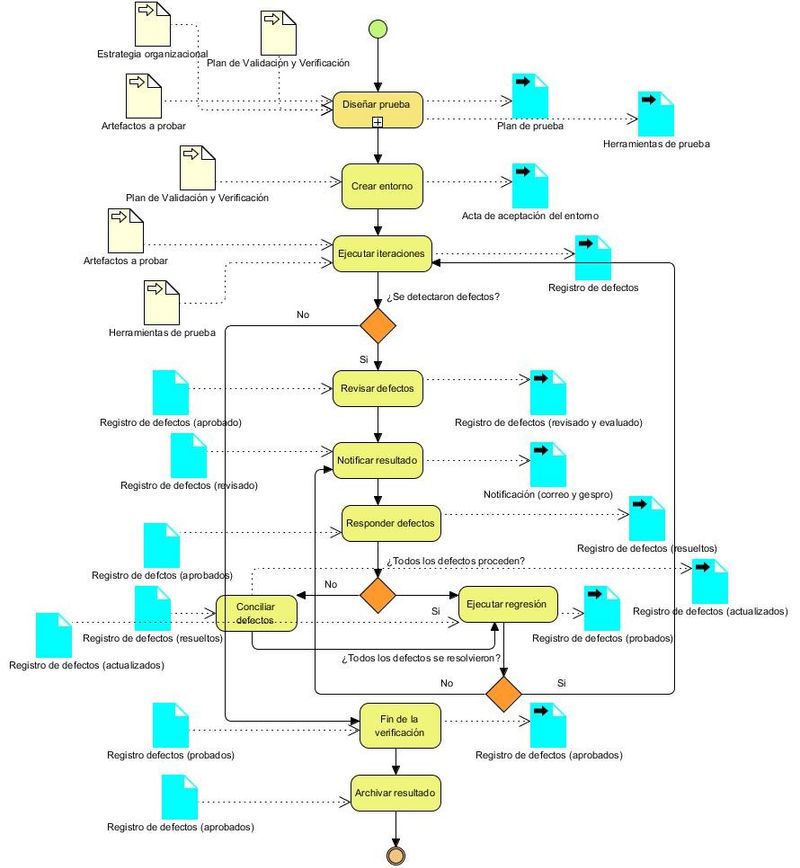 Estrategia organizacional
Plan de Validación y Verificación
Diseñar prueba
Artefactos a probar
Plan de prueba
Herramientas de prueba
Crear entorno
Plan de Validación y Verificación
Acta de aceptación del entorno
Artefactos a probar
Ejecutar iteraciones
Registro de defectos
Herramientas de prueba
¿Se detectaron defectos?
No
Si
Revisar defectos
Registro de defectos (aprobado)
Registro de defectos (revisado y evaluado)
Notificar resultado
Registro de defectos (revisado)
Notificación (correo y gespro)
Responder defectos
Registro de defectos (resueltos)
Registro de defctos (aprobados)
¿Todos los defectos proceden?
No
Si
Conciliar
defectos
Ejecutar regresión
Registro de defectos (actualizados)
Registro de defectos (resueltos)
Registro de defectos (probados)
Registro de defectos (actualizados)
¿Todos los defectos se resolvieron?
No
Si
Fin de la
verificación
Registro defectos (probados)
Registro de defectos (aprobados)
Archivar resultado
Registro de defectos (aprobados)